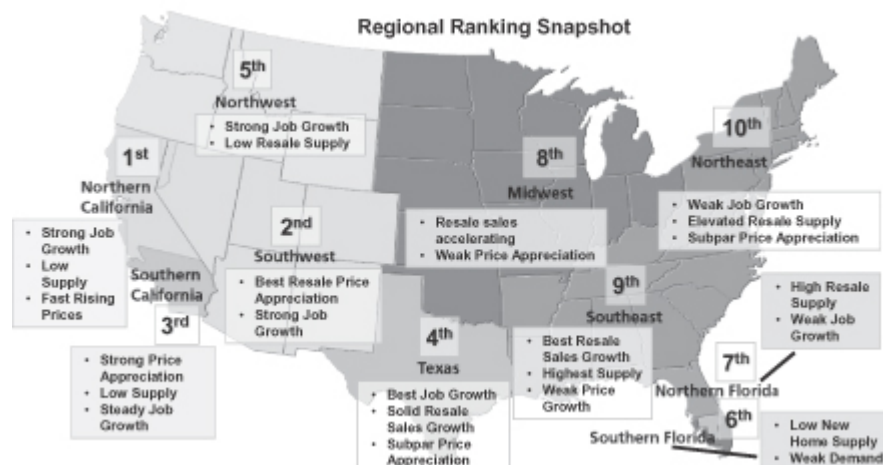 Regional Ranking Snapshot
5th
Northwest
• Strong Job Growth
• Low Resale Supply
1st
Northern
California
• Strong Job
Growth
• Low
Supply
• Fast Rising
Prices
2nd
Southwest
• Best Resale Price
Appreciation
• Strong Job
Growth
Southern
California
3rd
• Strong Price
Appreciation
• Low Supply
• Steady Job
Growth
8th
Midwest
• Resale sales
accelerating
• Weak Price Appreciation
10th
Northeast
• Weak Job Growth
• Elevated Resale Supply
• Subpar Price Appreciation
4th
Texas
• Best Job Growth
• Solid Resale
Sales Growth
• Subpar Price
Appreciation
9th
Southeast
• Best Resale
Sales Growth
• Highest Supply
• Weak Price
Growth
• High Resale
Supply
• Weak Job
Growth
7th
Northern Florida
6th
Southern Florida
• Low New
Home Supply
• Weak Demand